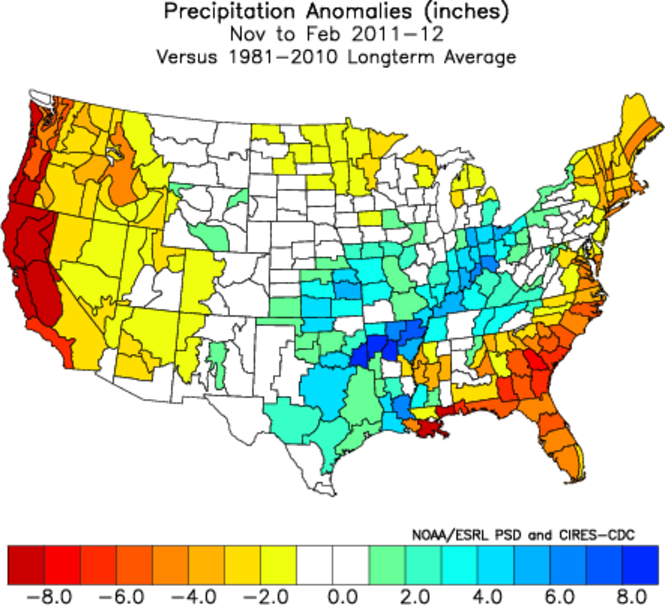 Precipitation Anomalies (inches)
Nov to Feb 2011-12
Versus 1981-2010 Longterm Average
NOAA/ESRL PSD and CIRES-CDC
-8.0 -6.0 -4.0 -2.0 0.0 2.0 4.0 6.0 8.0